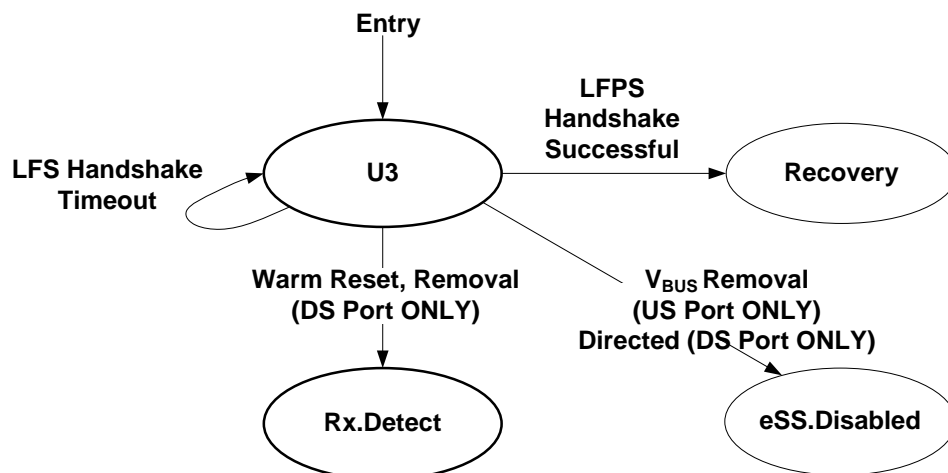 Entry
LFPS
Handshake
Successful
LFS Handshake
Timeout
U3
Recovery
Warm Reset, Removal
(DS Port ONLY)
VBUS Removal
(US Port ONLY)
Directed (DS Port ONLY)
Rx.Detect
eSS.Disabled